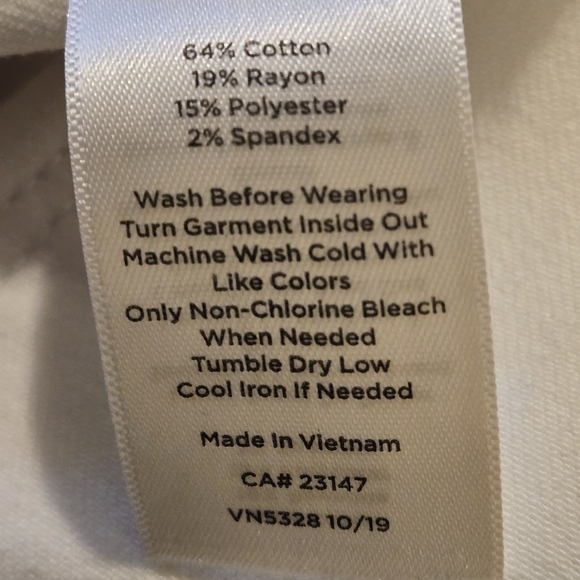 64% Cotton
19% Rayon
15% Polyester
2% Spandex
Wash Before Wearing
Turn Garment Inside Out
Machine Wash Cold With
Like Colors
Only Non-Chlorine Bleach
When Needed
Tumble Dry Low
Cool Iron If Needed
Made In Vietnam
CA# 23147
VN5328 10/19